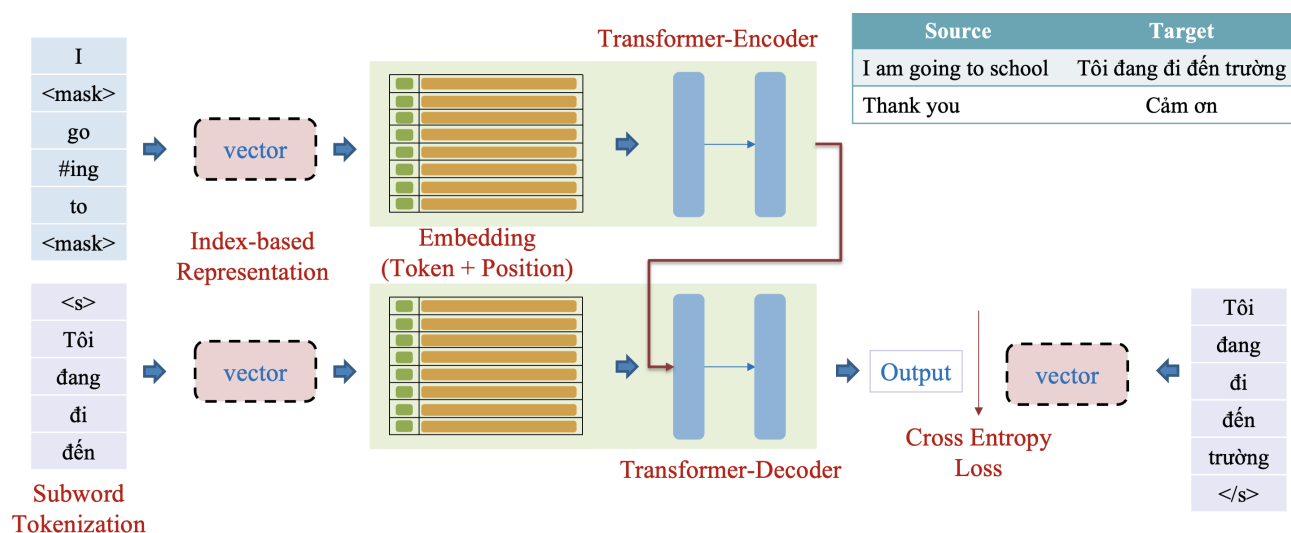 I
<mask>
go
#ing
to
<mask>
vector
Index-based
Representation
Transformer-Encoder
Embedding
(Token + Position)
Source Target
I am going to school Tôi đang đi đến trường
Thank you Cảm ơn
<s>
Tôi
đang
đi
đến
Subword
Tokenization
vector
Transformer-Decoder
Output
Cross Entropy
Loss
vector
Tôi
đang
đi
đến
trường
</s>